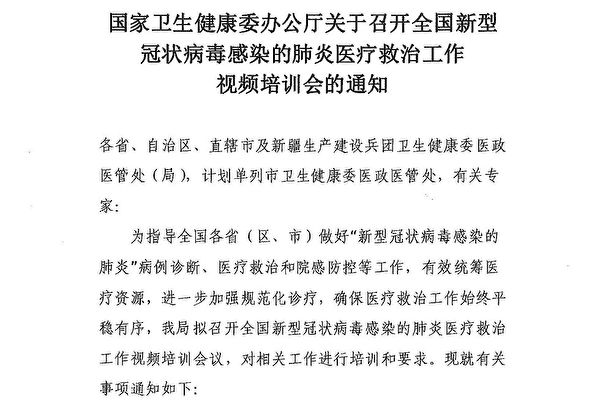 国家卫生健康委办公厅关于召开全国新型
冠状病毒感染的肺炎医疗救治工作
视频培训会的通知
各省、自治区、直辖市及新疆生产建设兵团卫生健康委医政
医管处（局），计划单列市卫生健康委医政医管处，有关专
家：
为指导全国各省（区、市）做好“新型冠状病毒感染的
肺炎”病例诊断、医疗救治和院感防控等工作，有效统筹医
疗资源，进一步加强规范化诊疗，确保医疗救治工作始终平
稳有序，我局拟召开全国新型冠状病毒感染的肺炎医疗救治
工作视频培训会议，对相关工作进行培训和要求。现就有关
事项通知如下：